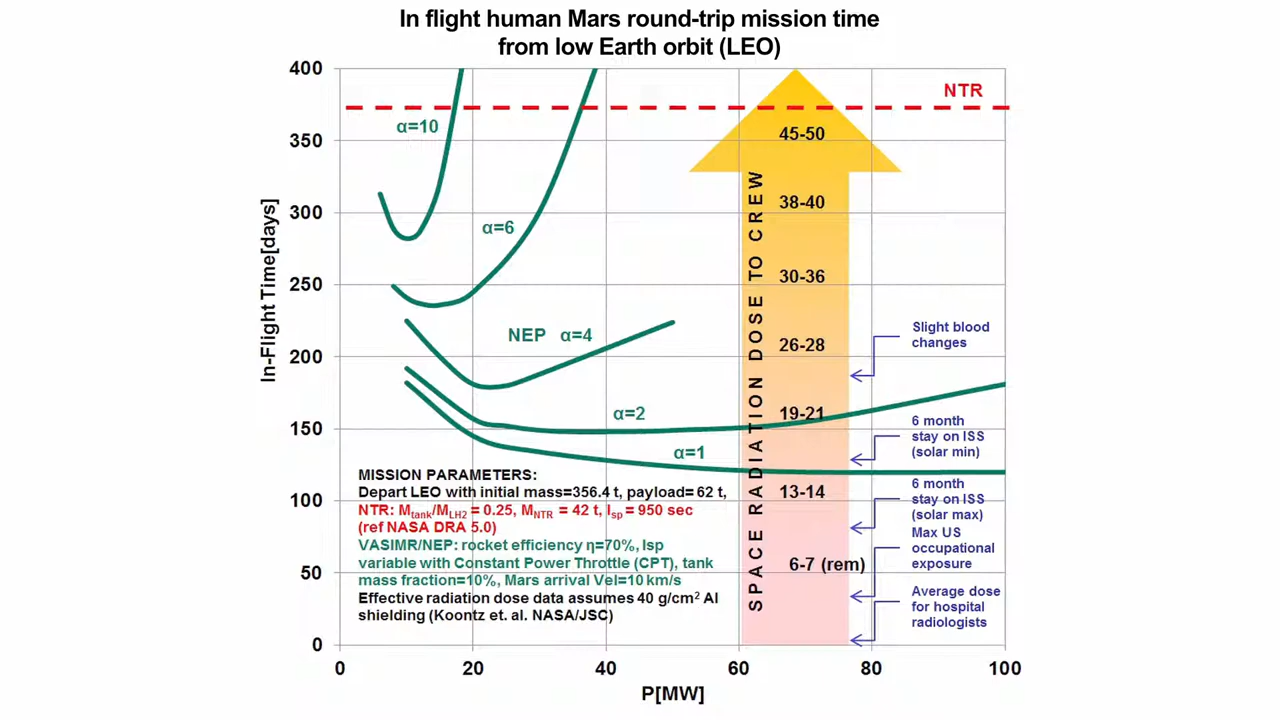 In flight human Mars round-trip mission time
from low Earth orbit (LEO)
400
350
300
250
200
150
100
50
0
In-Flight Time[days]
0
20
40
60
80
100
P[MW]
NTR
α=10
α=6
NEP α=4
α=2
α=1
SPACE RADIATION DOSE TO CREW
45-50
38-40
30-36
26-28
19-21
13-14
6-7 (rem)
Slight blood
changes
6 month
stay on ISS
(solar min)
6 month
stay on ISS
(solar max)
Max US
occupational
exposure
Average dose
for hospital
radiologists
MISSION PARAMETERS:
Depart LEO with initial mass=356.4 t, payload= 62 t,
NTR: Mtank/MLH2 = 0.25, MNTR = 42 t, Isp = 950 sec
(ref NASA DRA 5.0)
VASIMR/NEP: rocket efficiency η=70%, Isp
variable with Constant Power Throttle (CPT), tank
mass fraction=10%, Mars arrival Vel=10 km/s
Effective radiation dose data assumes 40 g/cm² Al
shielding (Koontz et. al. NASA/JSC)